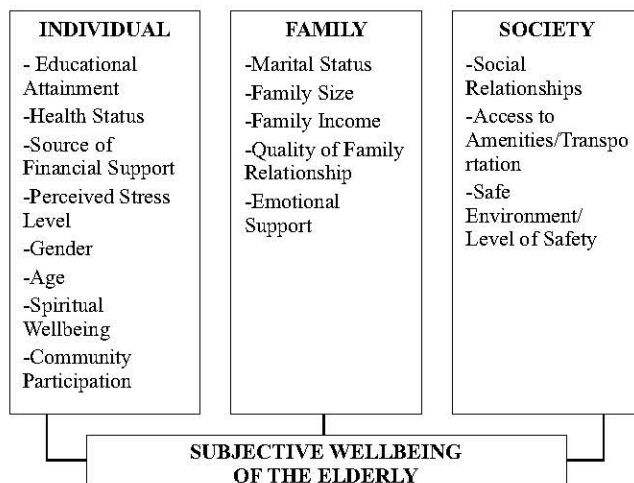 INDIVIDUAL
- Educational
Attainment
-Health Status
-Source of
Financial Support
-Perceived Stress
Level
-Gender
-Age
-Spiritual
Wellbeing
-Community
Participation
FAMILY
-Marital Status
-Family Size
-Family Income
-Quality of Family
Relationship
-Emotional
Support
SOCIETY
-Social
Relationships
-Access to
Amenities/Transpo
rtation
-Safe
Environment/
Level of Safety
SUBJECTIVE WELLBEING
OF THE ELDERLY